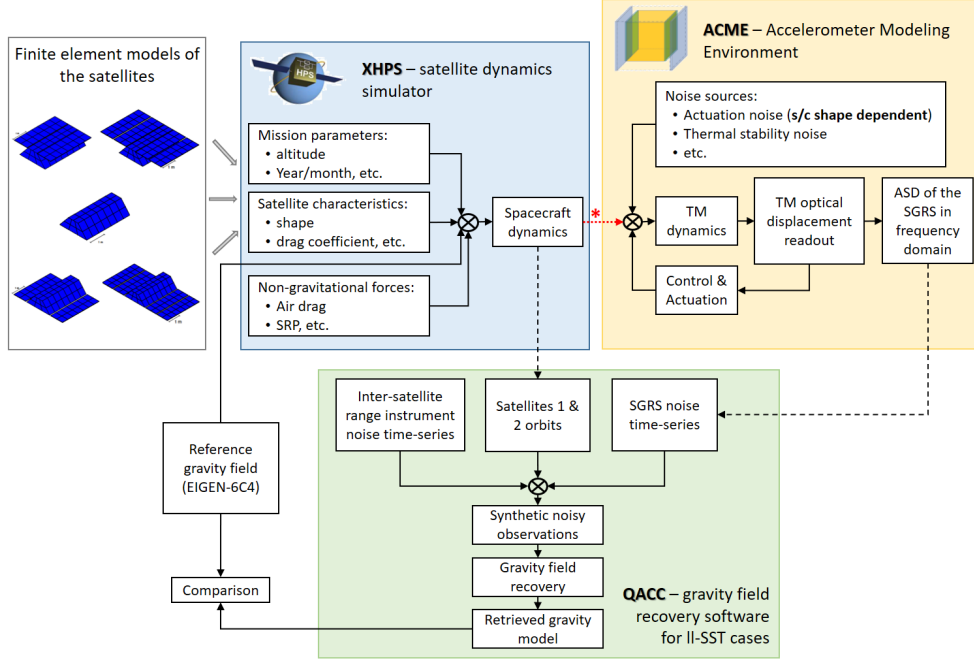 Finite element models of
the satellites
1 m
XHPS – satellite dynamics
simulator
HPS
Mission parameters:
• altitude
• Year/month, etc.
Satellite characteristics:
• shape
• drag coefficient, etc.
Non-gravitational forces:
• Air drag
• SRP, etc.
Spacecraft
dynamics
*
ACME – Accelerometer Modeling
Environment
Noise sources:
• Actuation noise (s/c shape dependent)
• Thermal stability noise
• etc.
TM
dynamics
TM optical
displacement
readout
ASD of the
SGRS in
frequency
domain
Control &
Actuation
Inter-satellite
range instrument
noise time-series
Satellites 1 &
2 orbits
SGRS noise
time-series
Reference
gravity field
(EIGEN-6C4)
Synthetic noisy
observations
Gravity field
recovery
Retrieved gravity
model
Comparison
QACC – gravity field
recovery software
for ll-SST cases